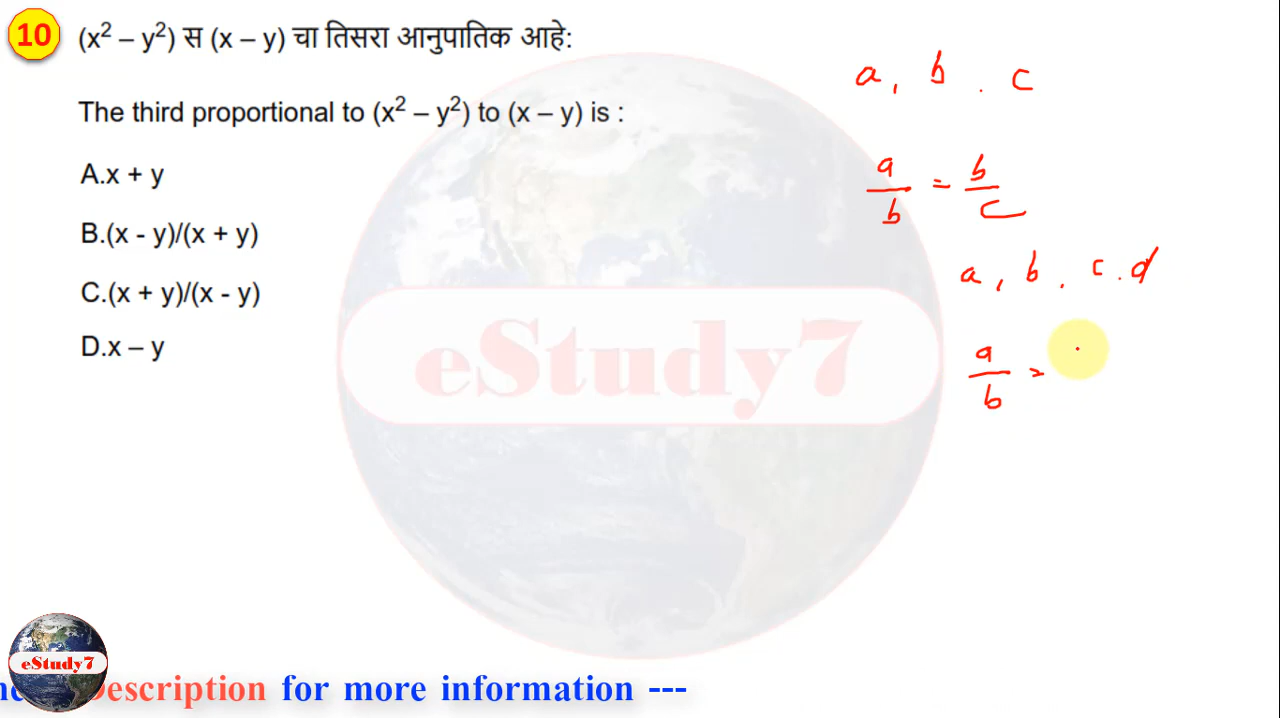 10 (x² – y²) स (x – y) चा तिसरा आनुपातिक आहे:
The third proportional to (x² – y²) to (x – y) is :
A.x + y
B.(x - y)/(x + y)
C.(x + y)/(x - y)
D.x – y
a, b . c
a/b = b/c
a, b . c . d
a/b =
eStudy7
eStudy7
Description for more information ---